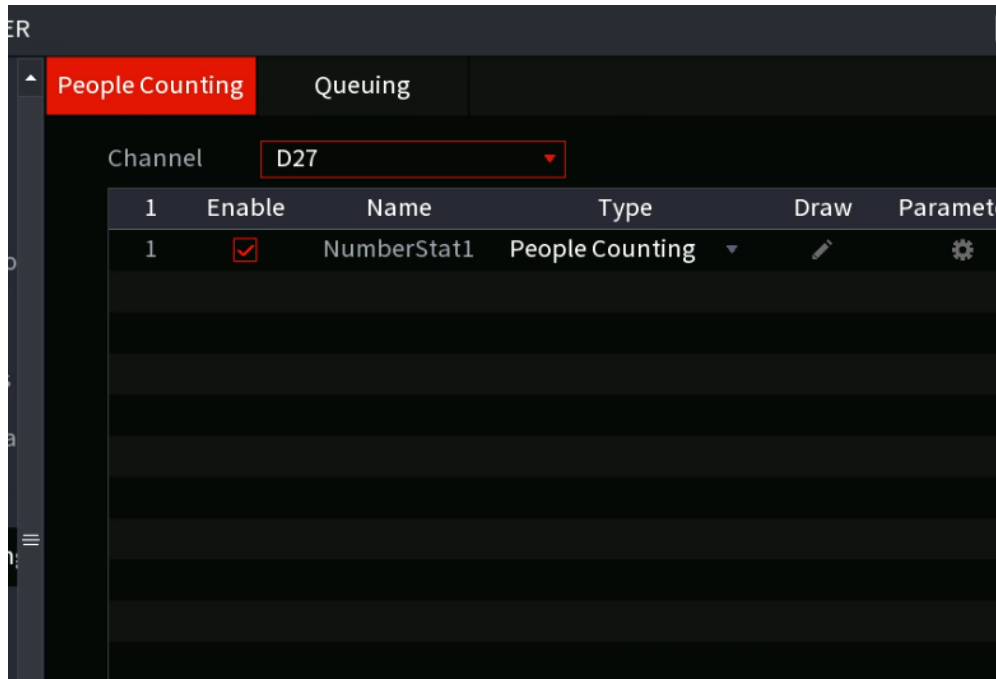 ER
People Counting Queuing
Channel D27
1 Enable Name Type Draw Paramet
1 NumberStat1 People Counting